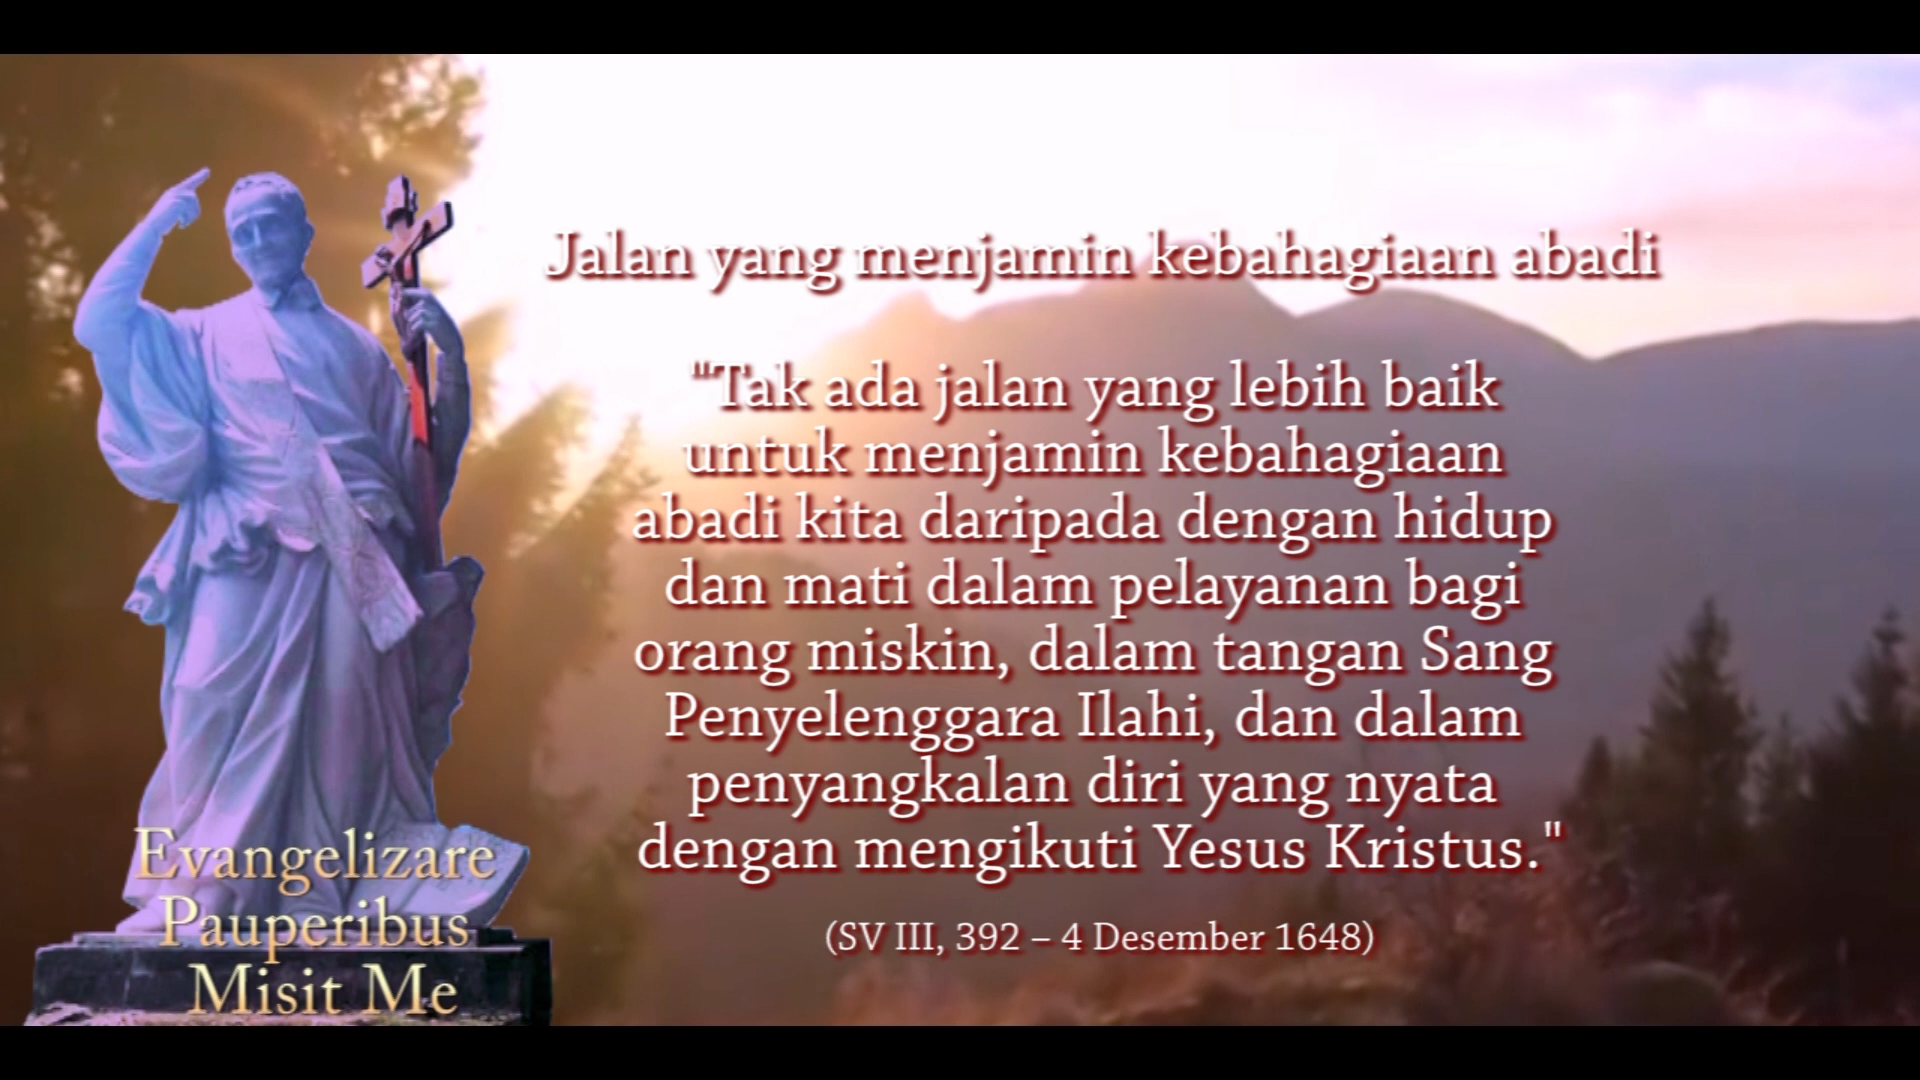 Jalan yang menjamin kebahagiaan abadi
"Tak ada jalan yang lebih baik
untuk menjamin kebahagiaan
abadi kita daripada dengan hidup
dan mati dalam pelayanan bagi
orang miskin, dalam tangan Sang
Penyelenggara Ilahi, dan dalam
penyangkalan diri yang nyata
dengan mengikuti Yesus Kristus."
(SV III, 392 – 4 Desember 1648)
Evangelizare
Pauperibus
Misit Me